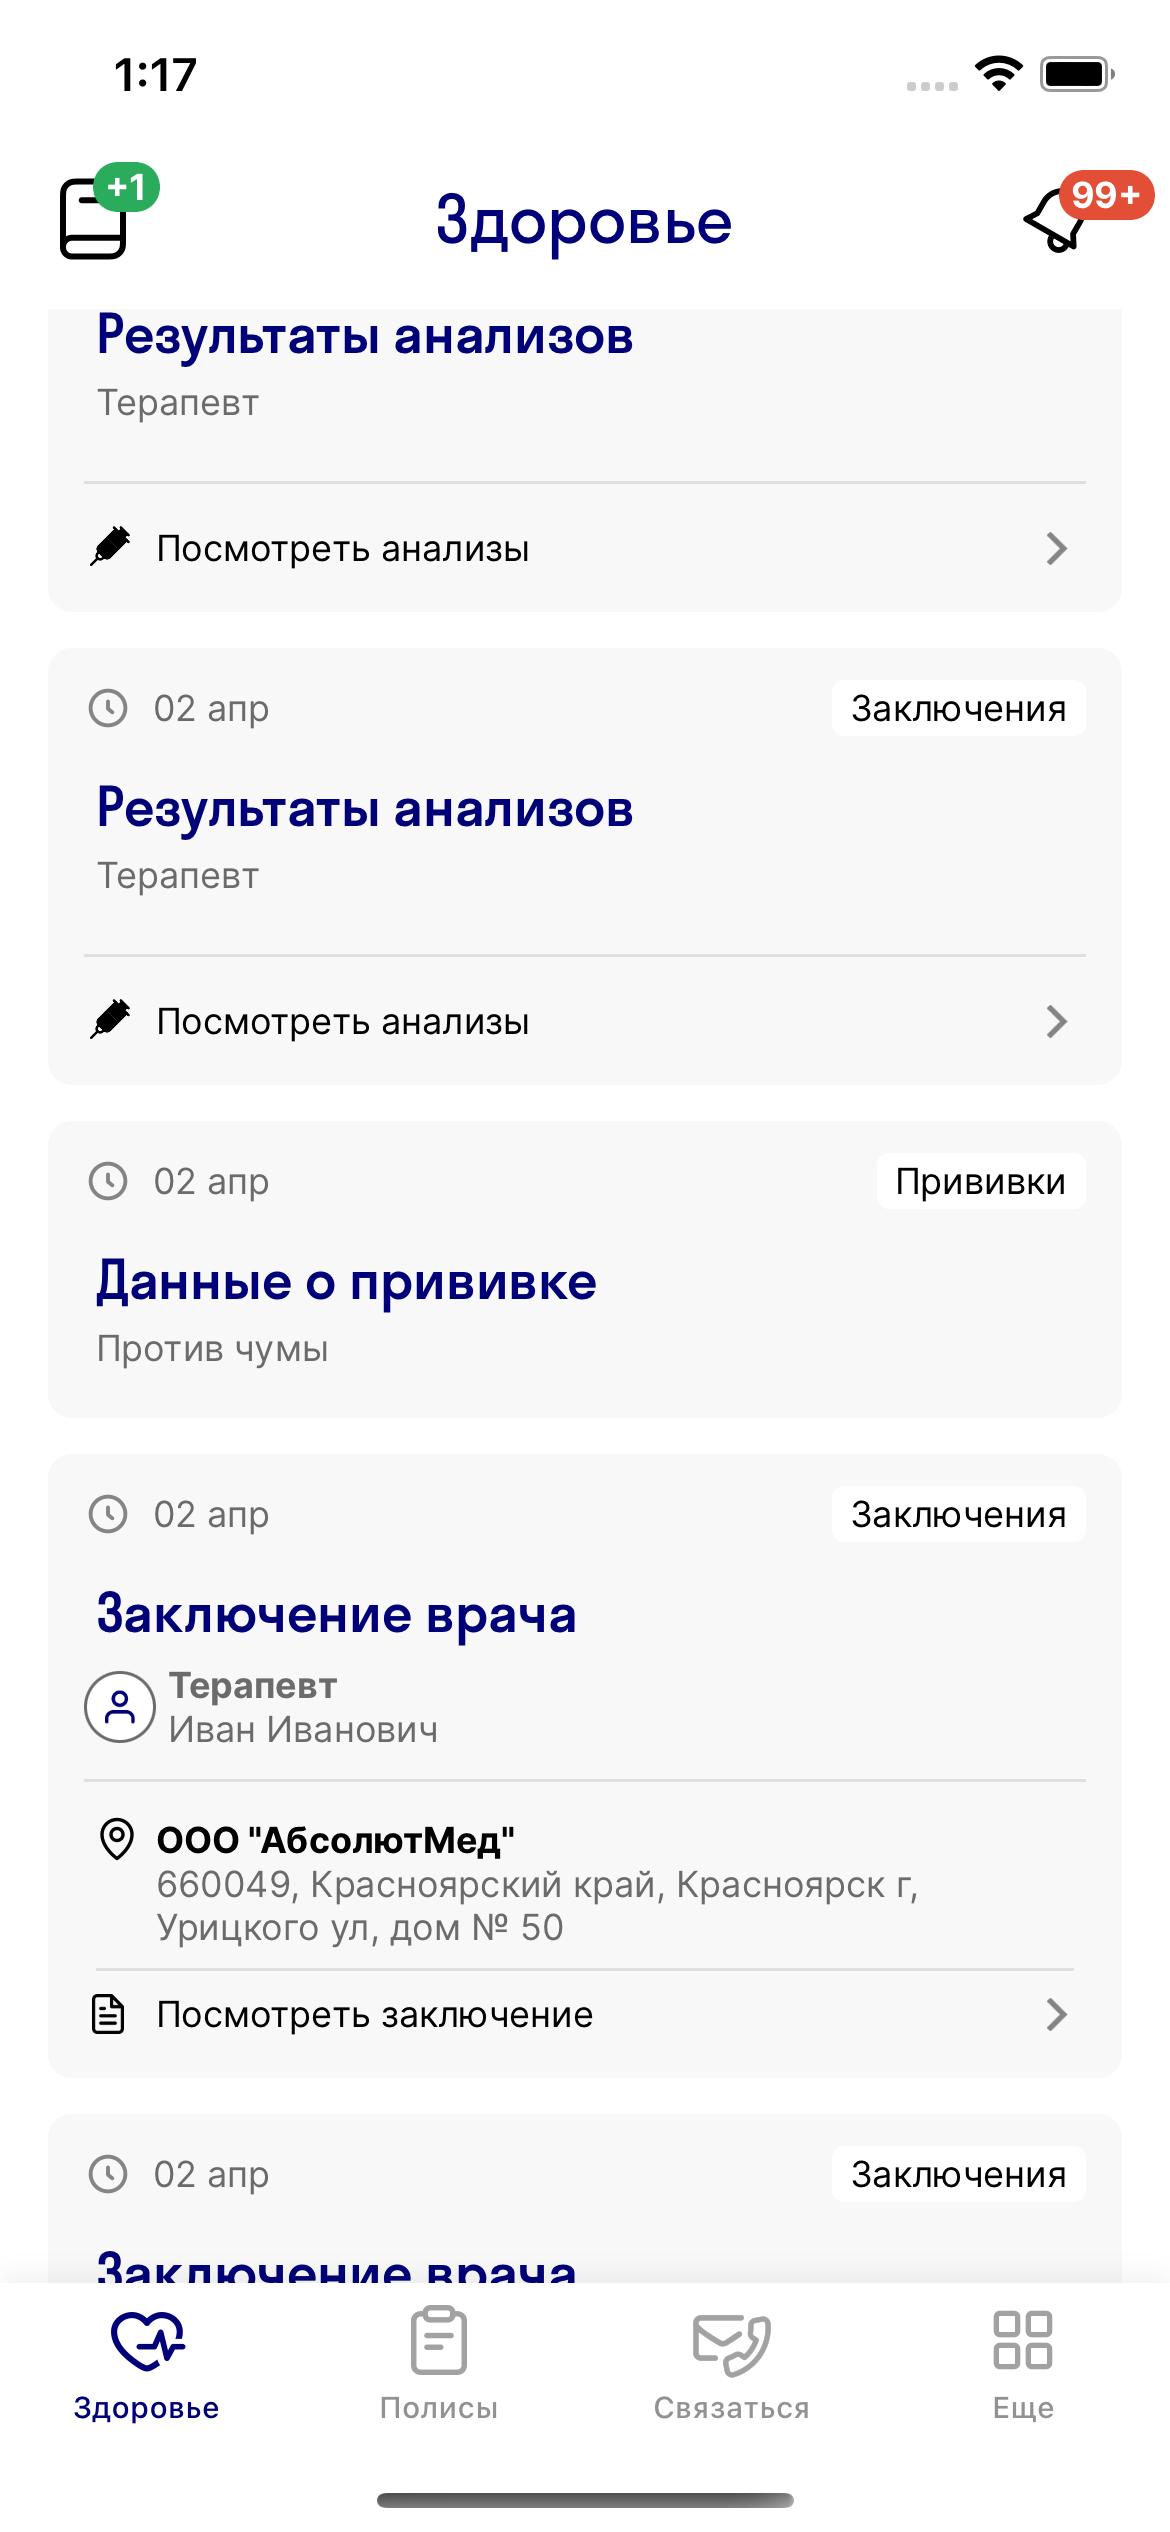 1:17
+1
Здоровье
99+
Результаты анализов
Терапевт
Посмотреть анализы
02 апр
Заключения
Результаты анализов
Терапевт
Посмотреть анализы
02 апр
Прививки
Данные о прививке
Против чумы
02 апр
Заключения
Заключение врача
Терапевт
Иван Иванович
ООО "АбсолютМед"
660049, Красноярский край, Красноярск г,
Урицкого ул, дом № 50
Посмотреть заключение
02 апр
Заключения
Заключение врача
Здоровье
Полисы
Связаться
Еще